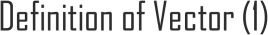 Definition of Vector (1)